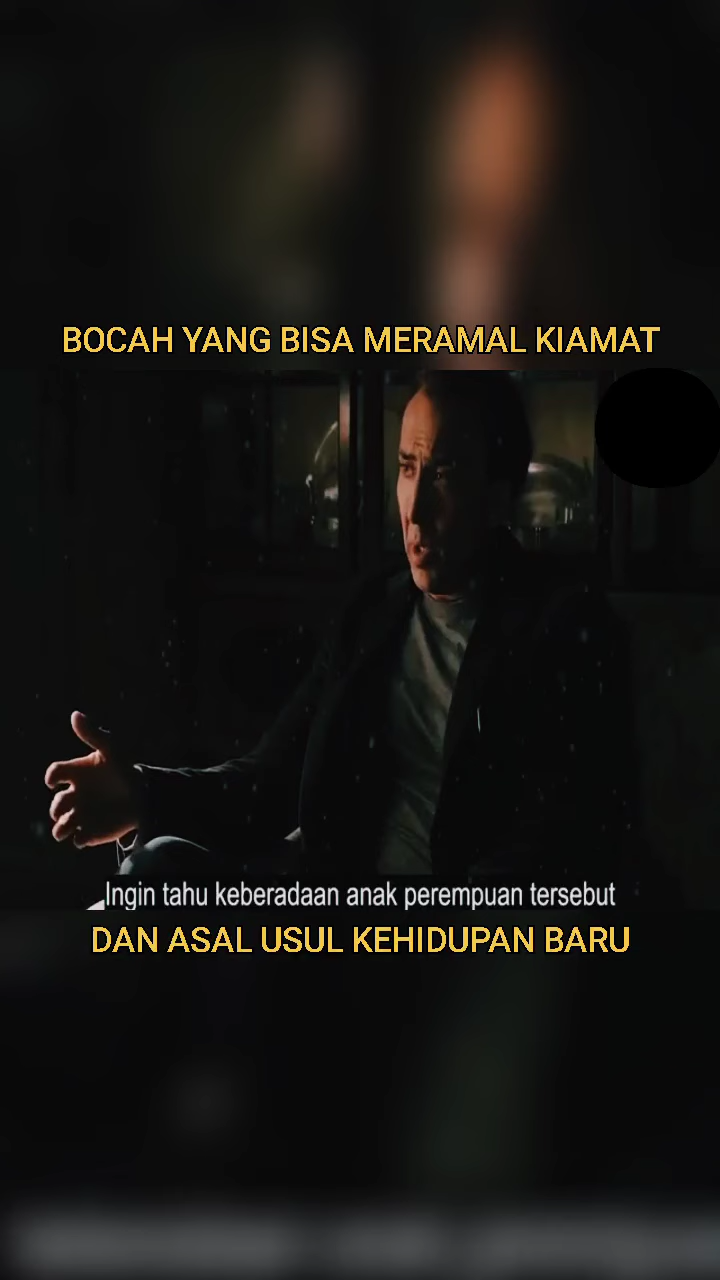 BOCAH YANG BISA MERAMAL KIAMAT
Ingin tahu keberadaan anak perempuan tersebut
DAN ASAL USUL KEHIDUPAN BARU